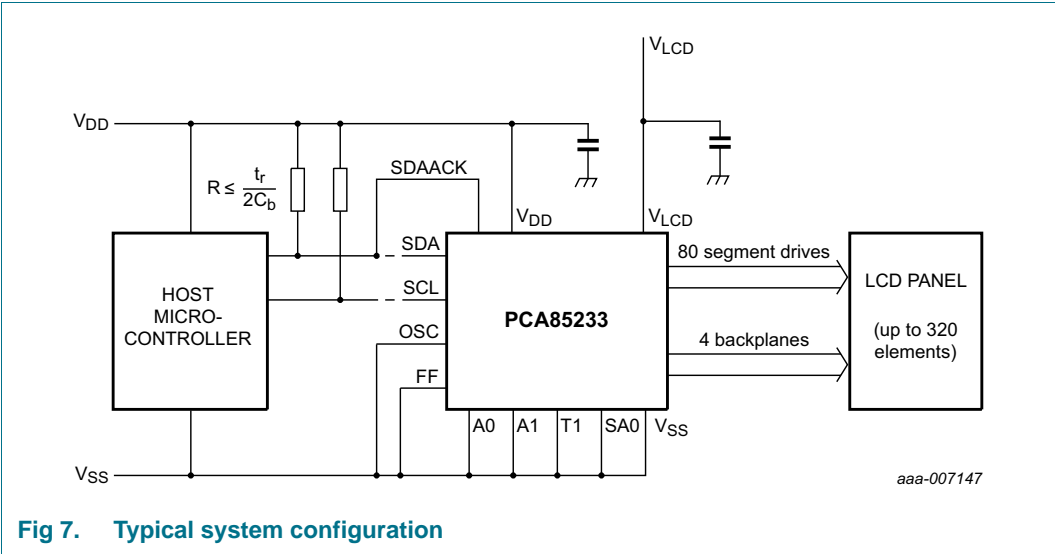 VLCD
VDD
SDAACK
R ≤ tr
2Cb
VDD
VLCD
SDA
80 segment drives
HOST
MICRO-
CONTROLLER
SCL
PCA85233
LCD PANEL
(up to 320
elements)
OSC
4 backplanes
FF
A0
A1
T1
SA0
VSS
VSS
aaa-007147
Fig 7. Typical system configuration